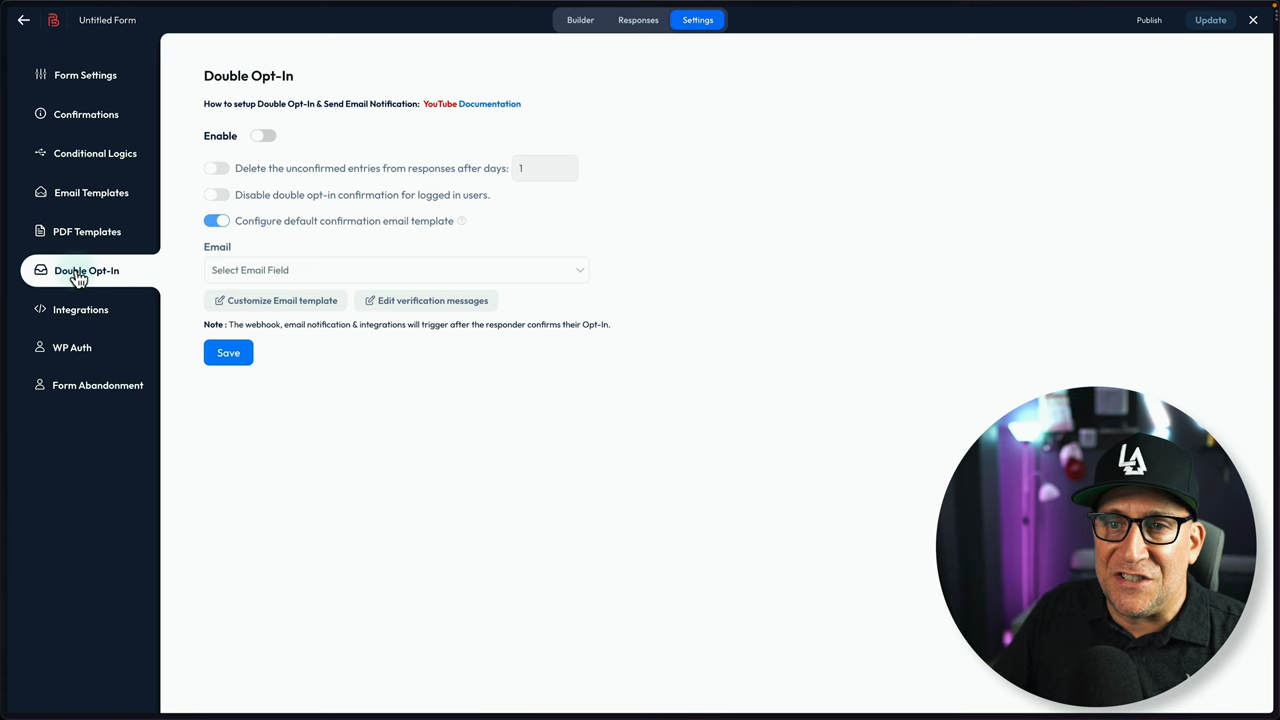 Untitled Form
Builder
Responses
Settings
Publish
Update
Form Settings
Confirmations
Conditional Logics
Email Templates
PDF Templates
Double Opt-In
Integrations
WP Auth
Form Abandonment
Double Opt-In
How to setup Double Opt-In & Send Email Notification: YouTube Documentation
Enable
Delete the unconfirmed entries from responses after days: 1
Disable double opt-in confirmation for logged in users.
Configure default confirmation email template
Email
Select Email Field
Customize Email template
Edit verification messages
Note : The webhook, email notification & integrations will trigger after the responder confirms their Opt-In.
Save
LA